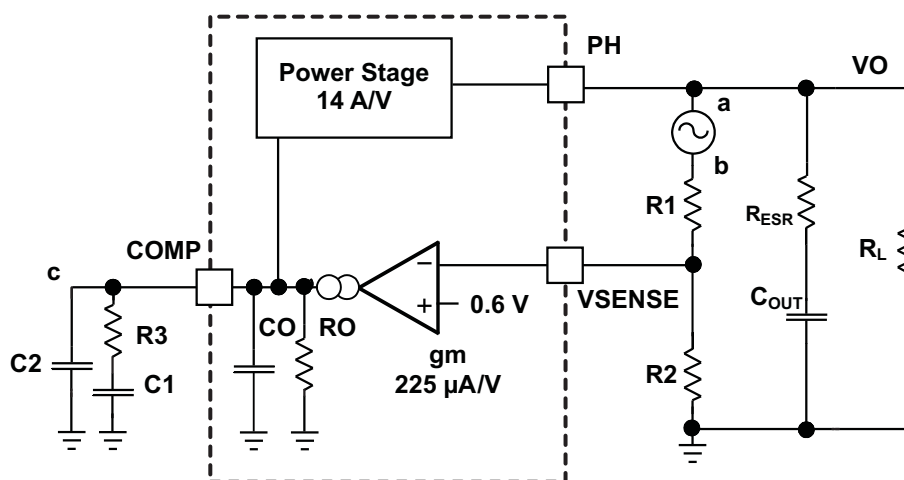 PH
VO
Power Stage
14 A/V
a
b
R1
RESR
RL
COMP
VSENSE
c
−
+
0.6 V
R3
CO
RO
COUT
C2
C1
gm
225 µA/V
R2